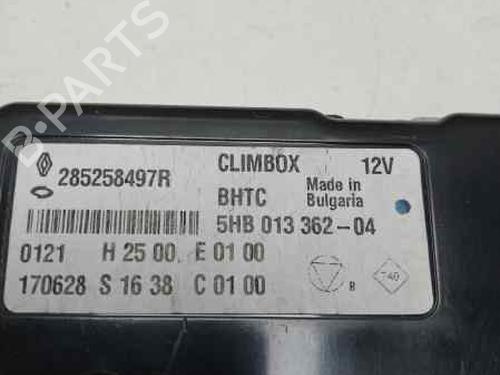 B-PARTS
CLIMBOX 12V
285258497R
BHTC Made in Bulgaria
5HB 013 362-04
0121 H 25 00 E 01 00
170628 S 16 38 C 01 00
B
740